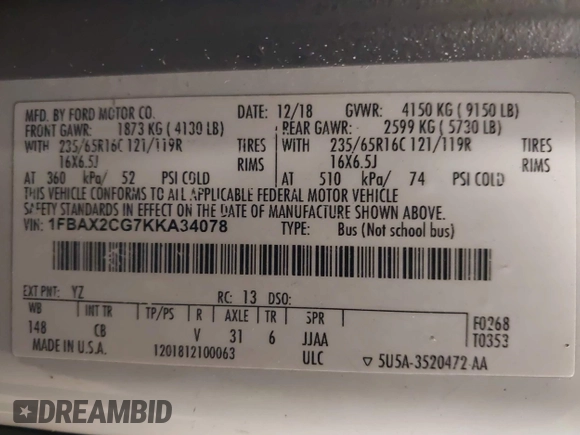 MFD. BY FORD MOTOR CO. DATE: 12/18 GVWR: 4150 KG ( 9150 LB)
FRONT GAWR: 1873 KG ( 4130 LB) REAR GAWR: 2599 KG ( 5730 LB)
WITH 235/65R16C 121/119R TIRES WITH 235/65R16C 121/119R TIRES
16X6.5J RIMS 16X6.5J RIMS
AT 360 kPa/ 52 PSI COLD AT 510 kPa/ 74 PSI COLD
THIS VEHICLE CONFORMS TO ALL APPLICABLE FEDERAL MOTOR VEHICLE
SAFETY STANDARDS IN EFFECT ON THE DATE OF MANUFACTURE SHOWN ABOVE.
VIN: 1FBAX2CG7KKA34078 TYPE: Bus (Not school bus)
EXT PNT: YZ RC: 13 DSO:
WB INT TR TP/PS R AXLE TR SPR F0268
148 CB V 31 6 JJAA T0353
MADE IN U.S.A. 1201812100063 ULC ▽ 5U5A-3520472-AA
DREAMBID